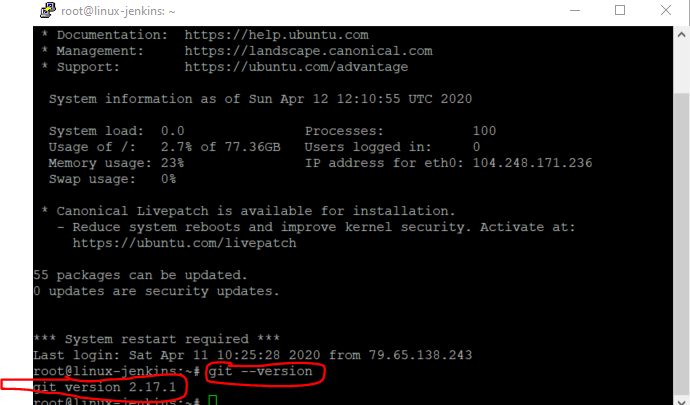 root@linux-jenkins: ~
* Documentation: https://help.ubuntu.com
* Management: https://landscape.canonical.com
* Support: https://ubuntu.com/advantage
System information as of Sun Apr 12 12:10:55 UTC 2020
System load: 0.0 Processes: 100
Usage of /: 2.7% of 77.36GB Users logged in: 0
Memory usage: 23% IP address for eth0: 104.248.171.236
Swap usage: 0%
* Canonical Livepatch is available for installation.
- Reduce system reboots and improve kernel security. Activate at:
https://ubuntu.com/livepatch
55 packages can be updated.
0 updates are security updates.
*** System restart required ***
Last login: Sat Apr 11 10:25:28 2020 from 79.65.138.243
root@linux-jenkins:~# git --version
git version 2.17.1
root@linux-jenkins:~#